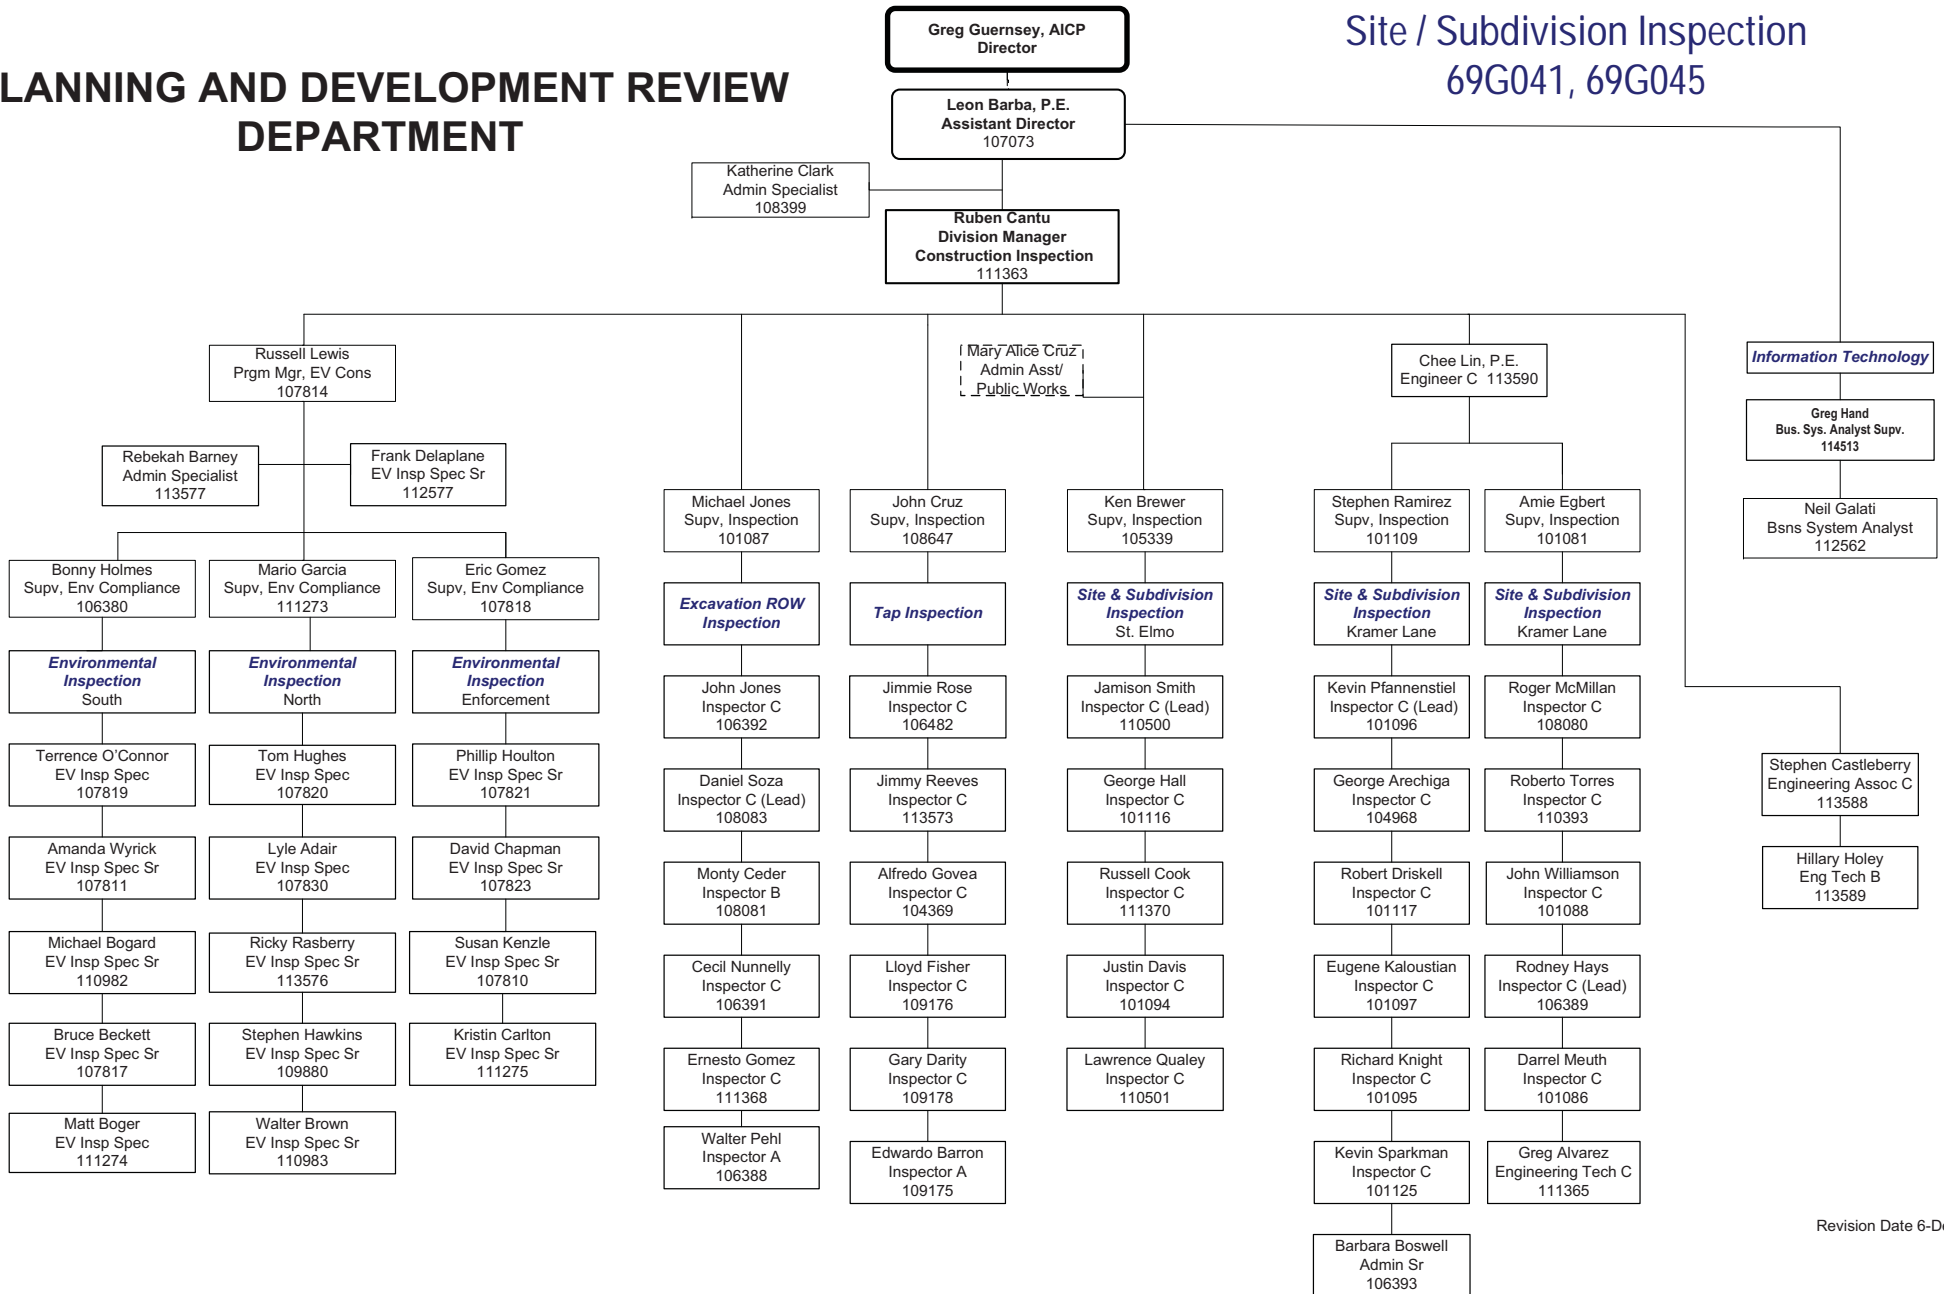 LANNING AND DEVELOPMENT REVIEW
DEPARTMENT
Site / Subdivision Inspection
69G041, 69G045
Greg Guernsey, AICP
Director
Leon Barba, P.E.
Assistant Director
107073
Katherine Clark
Admin Specialist
108399
Ruben Cantu
Division Manager
Construction Inspection
111363
Russell Lewis
Prgm Mgr, EV Cons
107814
Mary Alice Cruz
Admin Asst/
Public Works
Chee Lin, P.E.
Engineer C 113590
Information Technology
Greg Hand
Bus. Sys. Analyst Supv.
114513
Neil Galati
Bsns System Analyst
112562
Rebekah Barney
Admin Specialist
113577
Frank Delaplane
EV Insp Spec Sr
112577
Bonny Holmes
Supv, Env Compliance
106380
Environmental
Inspection
South
Terrence O’Connor
EV Insp Spec
107819
Amanda Wyrick
EV Insp Spec Sr
107811
Michael Bogard
EV Insp Spec Sr
110982
Bruce Beckett
EV Insp Spec Sr
107817
Matt Boger
EV Insp Spec
111274
Mario Garcia
Supv, Env Compliance
111273
Environmental
Inspection
North
Tom Hughes
EV Insp Spec
107820
Lyle Adair
EV Insp Spec
107830
Ricky Rasberry
EV Insp Spec Sr
113576
Stephen Hawkins
EV Insp Spec Sr
109880
Walter Brown
EV Insp Spec Sr
110983
Eric Gomez
Supv, Env Compliance
107818
Environmental
Inspection
Enforcement
Phillip Houlton
EV Insp Spec Sr
107821
David Chapman
EV Insp Spec Sr
107823
Susan Kenzle
EV Insp Spec Sr
107810
Kristin Carlton
EV Insp Spec Sr
111275
Michael Jones
Supv, Inspection
101087
Excavation ROW
Inspection
John Jones
Inspector C
106392
Daniel Soza
Inspector C (Lead)
108083
Monty Ceder
Inspector B
108081
Cecil Nunnelly
Inspector C
106391
Ernesto Gomez
Inspector C
111368
Walter Pehl
Inspector A
106388
John Cruz
Supv, Inspection
108647
Tap Inspection
Jimmie Rose
Inspector C
106482
Jimmy Reeves
Inspector C
113573
Alfredo Govea
Inspector C
104369
Lloyd Fisher
Inspector C
109176
Gary Darity
Inspector C
109178
Edwardo Barron
Inspector A
109175
Ken Brewer
Supv, Inspection
105339
Site & Subdivision
Inspection
St. Elmo
Jamison Smith
Inspector C (Lead)
110500
George Hall
Inspector C
101116
Russell Cook
Inspector C
111370
Justin Davis
Inspector C
101094
Lawrence Qualey
Inspector C
110501
Stephen Ramirez
Supv, Inspection
101109
Site & Subdivision
Inspection
Kramer Lane
Kevin Pfannenstiel
Inspector C (Lead)
101096
George Arechiga
Inspector C
104968
Robert Driskell
Inspector C
101117
Eugene Kaloustian
Inspector C
101097
Richard Knight
Inspector C
101095
Kevin Sparkman
Inspector C
101125
Barbara Boswell
Admin Sr
106393
Amie Egbert
Supv, Inspection
101081
Site & Subdivision
Inspection
Kramer Lane
Roger McMillan
Inspector C
108080
Roberto Torres
Inspector C
110393
John Williamson
Inspector C
101088
Rodney Hays
Inspector C (Lead)
106389
Darrel Meuth
Inspector C
101086
Greg Alvarez
Engineering Tech C
111365
Stephen Castleberry
Engineering Assoc C
113588
Hillary Holey
Eng Tech B
113589
Revision Date 6-De